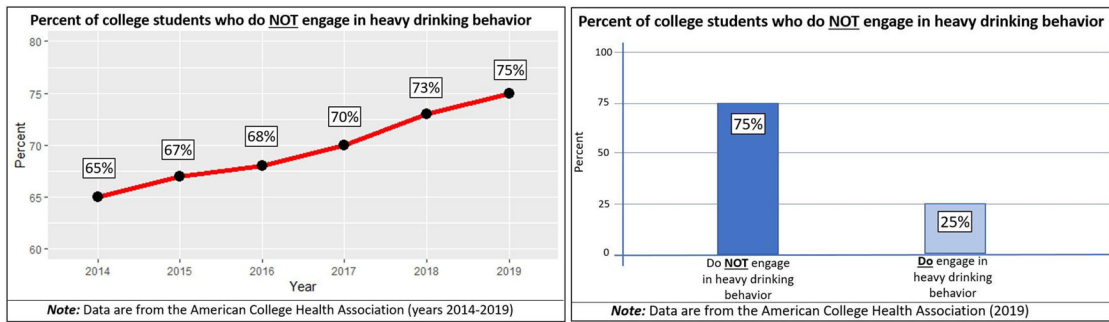 Percent of college students who do NOT engage in heavy drinking behavior
80
75
70
65
60
Percent
65%
67%
68%
70%
73%
75%
2014
2015
2016
2017
2018
2019
Year
Note: Data are from the American College Health Association (years 2014-2019)
Percent of college students who do NOT engage in heavy drinking behavior
100
75
50
25
0
Percent
75%
25%
Do NOT engage
in heavy drinking
behavior
Do engage in
heavy drinking
behavior
Note: Data are from the American College Health Association (2019)